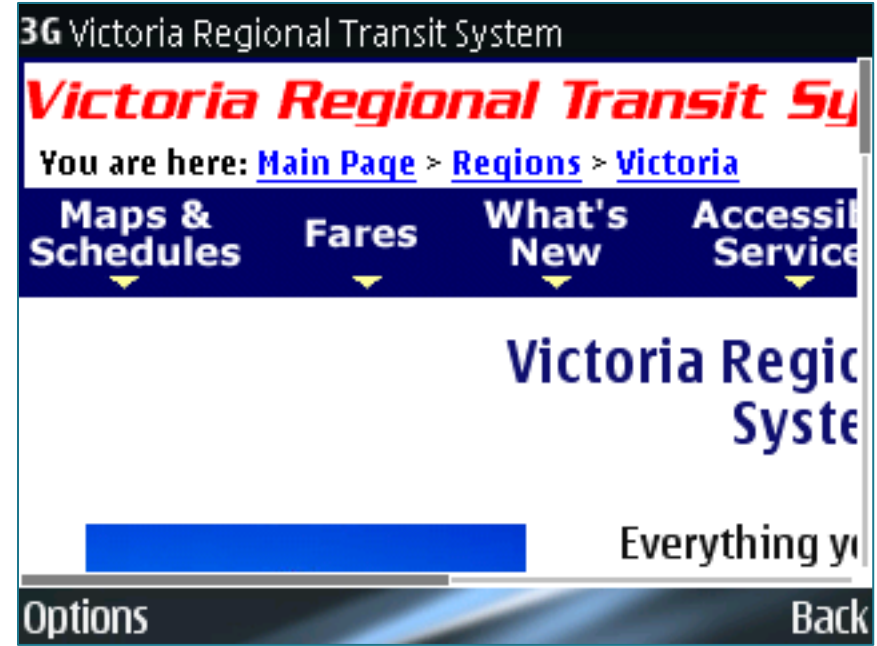 3G Victoria Regional Transit System
Victoria Regional Transit Sy
You are here: Main Page > Regions > Victoria
Maps & Schedules
Fares
What's New
Accessib Service
Victoria Regio
Syste
Everything y
Options Back